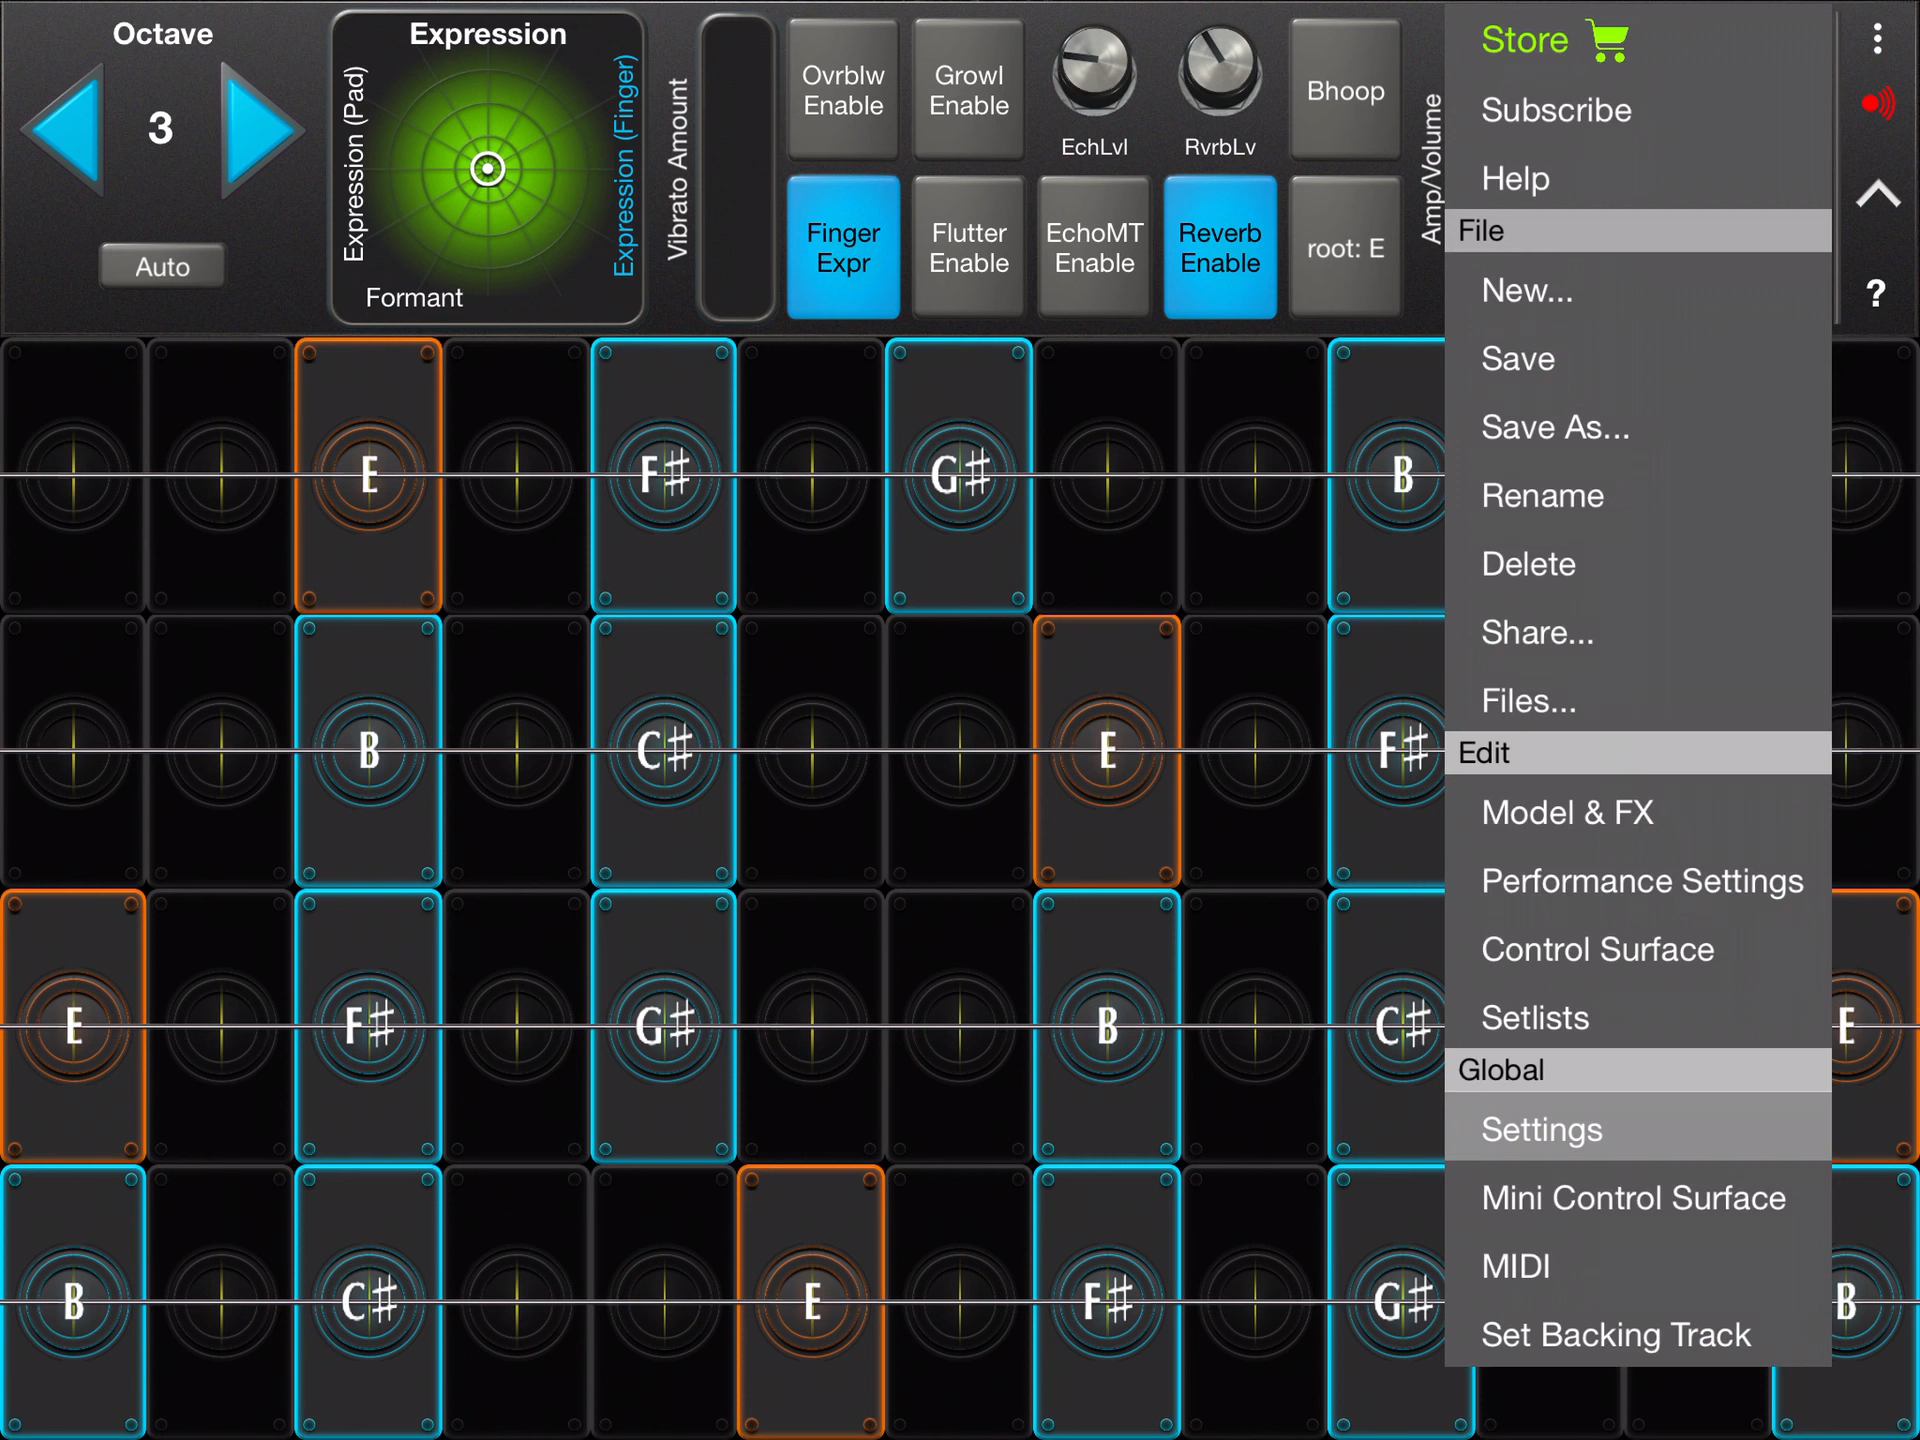 Octave
3
Auto
Expression
Expression (Pad)
Expression (Finger)
Formant
Vibrato Amount
Ovrblw
Enable
Growl
Enable
EchLvl
RvrbLv
Bhoop
Finger
Expr
Flutter
Enable
EchoMT
Enable
Reverb
Enable
root: E
Amp/Volume
?
Store
Subscribe
Help
File
New...
Save
Save As...
Rename
Delete
Share...
Files...
Edit
Model & FX
Performance Settings
Control Surface
Setlists
Global
Settings
Mini Control Surface
MIDI
Set Backing Track
E F♯ G♯ B
B C♯ E F♯
E F♯ G♯ B C♯ E
B C♯ E F♯ G♯ B